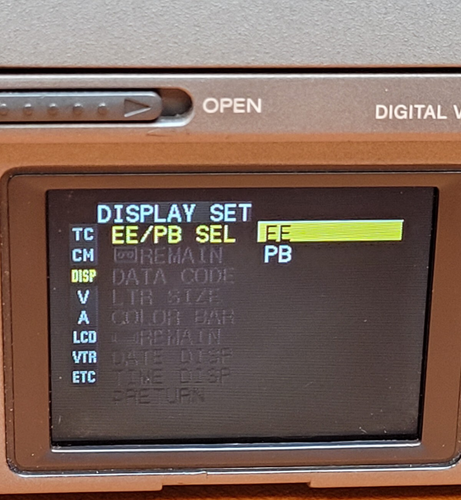 OPEN
DIGITAL V
DISPLAY SET
TC EE/PB SEL EE
CM REMAIN PB
DISP DATA CODE
V LTR SIZE
A COLOR BAR
LCD REMAIN
VTR DATE DISP
ETC TIME DISP
RETURN